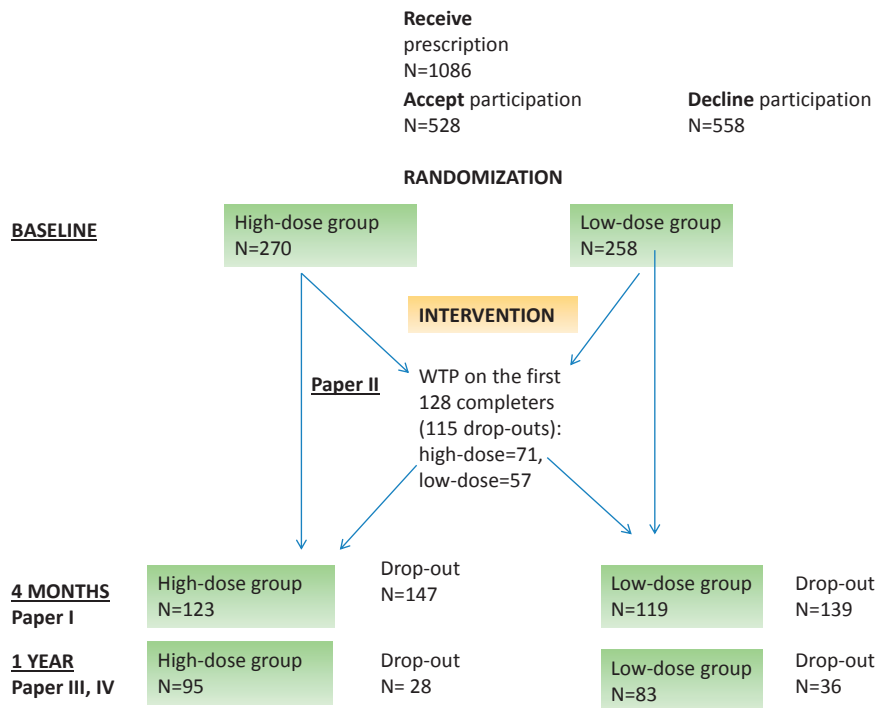 Receive
prescription
N=1086
Accept participation
N=528
Decline participation
N=558
RANDOMIZATION
BASELINE
High-dose group
N=270
Low-dose group
N=258
INTERVENTION
Paper II
WTP on the first
128 completers
(115 drop-outs):
high-dose=71,
low-dose=57
4 MONTHS
Paper I
High-dose group
N=123
Drop-out
N=147
Low-dose group
N=119
Drop-out
N=139
1 YEAR
Paper III, IV
High-dose group
N=95
Drop-out
N= 28
Low-dose group
N=83
Drop-out
N=36